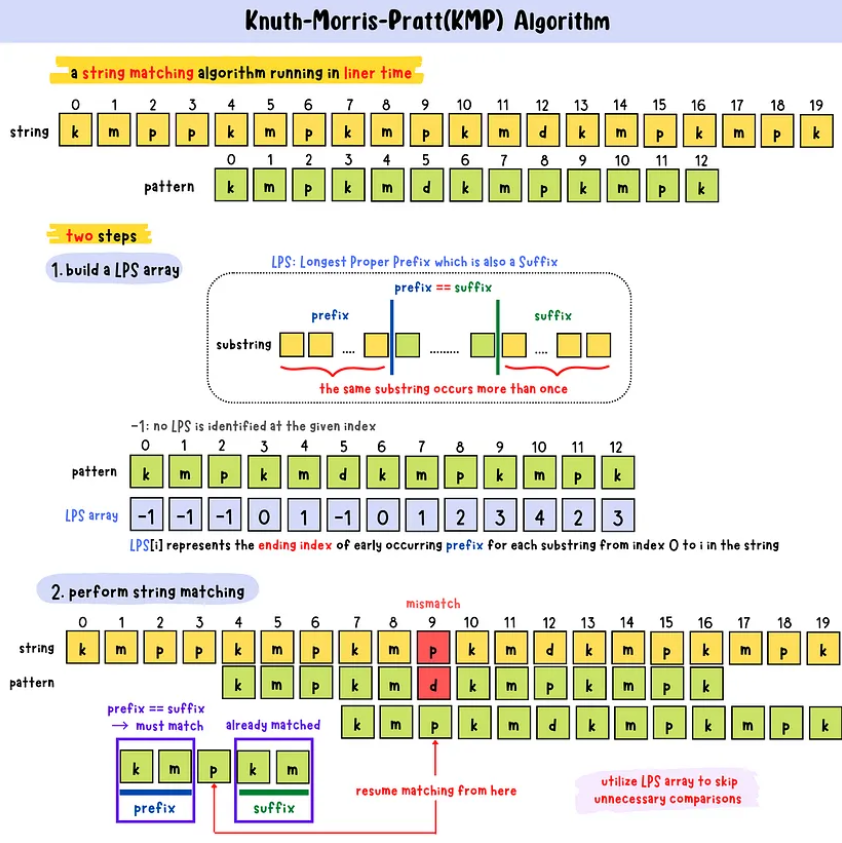 Knuth-Morris-Pratt(KMP) Algorithm
a string matching algorithm running in liner time
0 1 2 3 4 5 6 7 8 9 10 11 12 13 14 15 16 17 18 19
string k m p p k m p k m p k m d k m p k m p k
0 1 2 3 4 5 6 7 8 9 10 11 12
pattern k m p k m d k m p k m p k
two steps
1. build a LPS array
LPS: Longest Proper Prefix which is also a Suffix
prefix == suffix
prefix suffix
substring .... ........ ....
the same substring occurs more than once
-1: no LPS is identified at the given index
0 1 2 3 4 5 6 7 8 9 10 11 12
pattern k m p k m d k m p k m p k
LPS array -1 -1 -1 0 1 -1 0 1 2 3 4 2 3
LPS[i] represents the ending index of early occurring prefix for each substring from index 0 to i in the string
2. perform string matching
mismatch
0 1 2 3 4 5 6 7 8 9 10 11 12 13 14 15 16 17 18 19
string k m p p k m p k m p k m d k m p k m p k
pattern k m p k m d k m p k m p k
k m p k m d k m p k m p k
prefix == suffix
→ must match already matched
k m p k m
prefix suffix
resume matching from here
utilize LPS array to skip
unnecessary comparisons